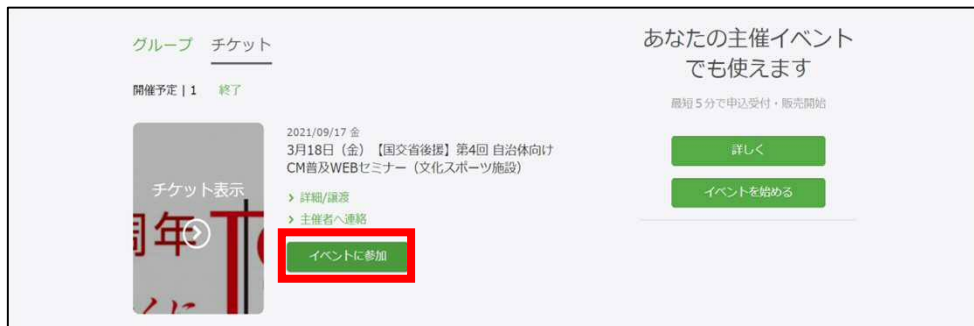 グループ チケット
開催予定 | 1 終了
チケット表示
周年
2021/09/17 金
3月18日（金）【国交省後援】第4回 自治体向け
CM普及WEBセミナー（文化スポーツ施設）
> 詳細/譲渡
> 主催者へ連絡
イベントに参加
あなたの主催イベント
でも使えます
最短５分で申込受付・販売開始
詳しく
イベントを始める